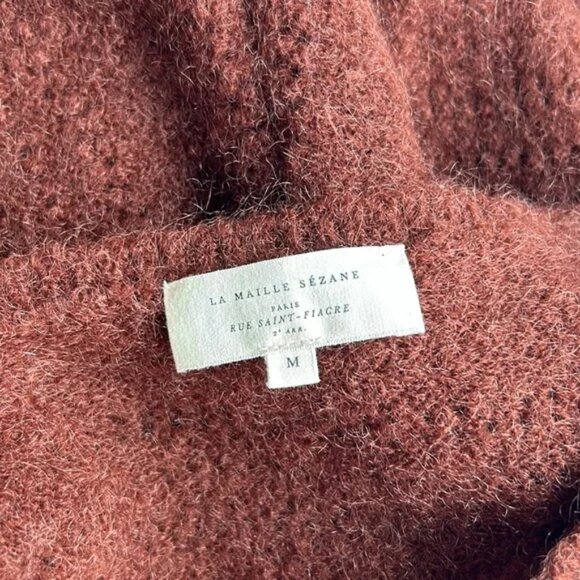 LA MAILLE SÉZANE
PARIS
RUE SAINT-FIACRE
2ᵉ ARR.
M